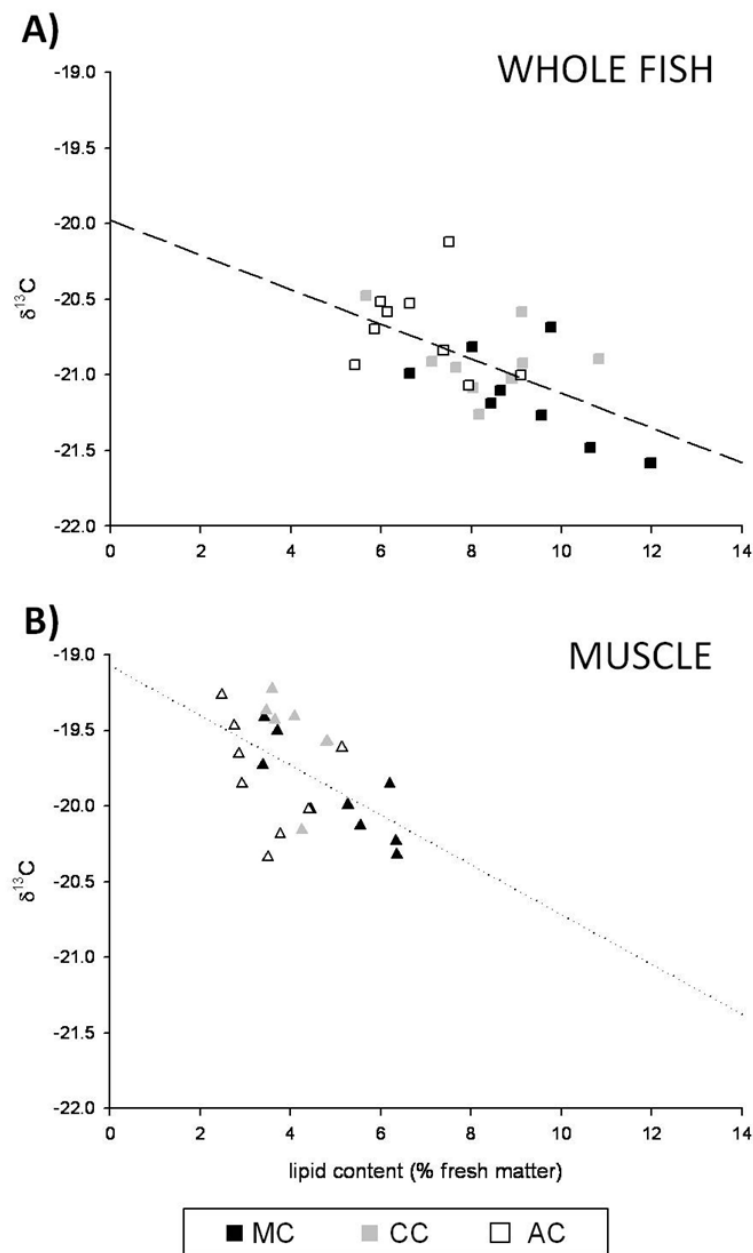 A)
WHOLE FISH
-19.0
-19.5
-20.0
-20.5
-21.0
-21.5
-22.0
δ¹³C
0 2 4 6 8 10 12 14
B)
MUSCLE
-19.0
-19.5
-20.0
-20.5
-21.0
-21.5
-22.0
δ¹³C
0 2 4 6 8 10 12 14
lipid content (% fresh matter)
MC CC AC